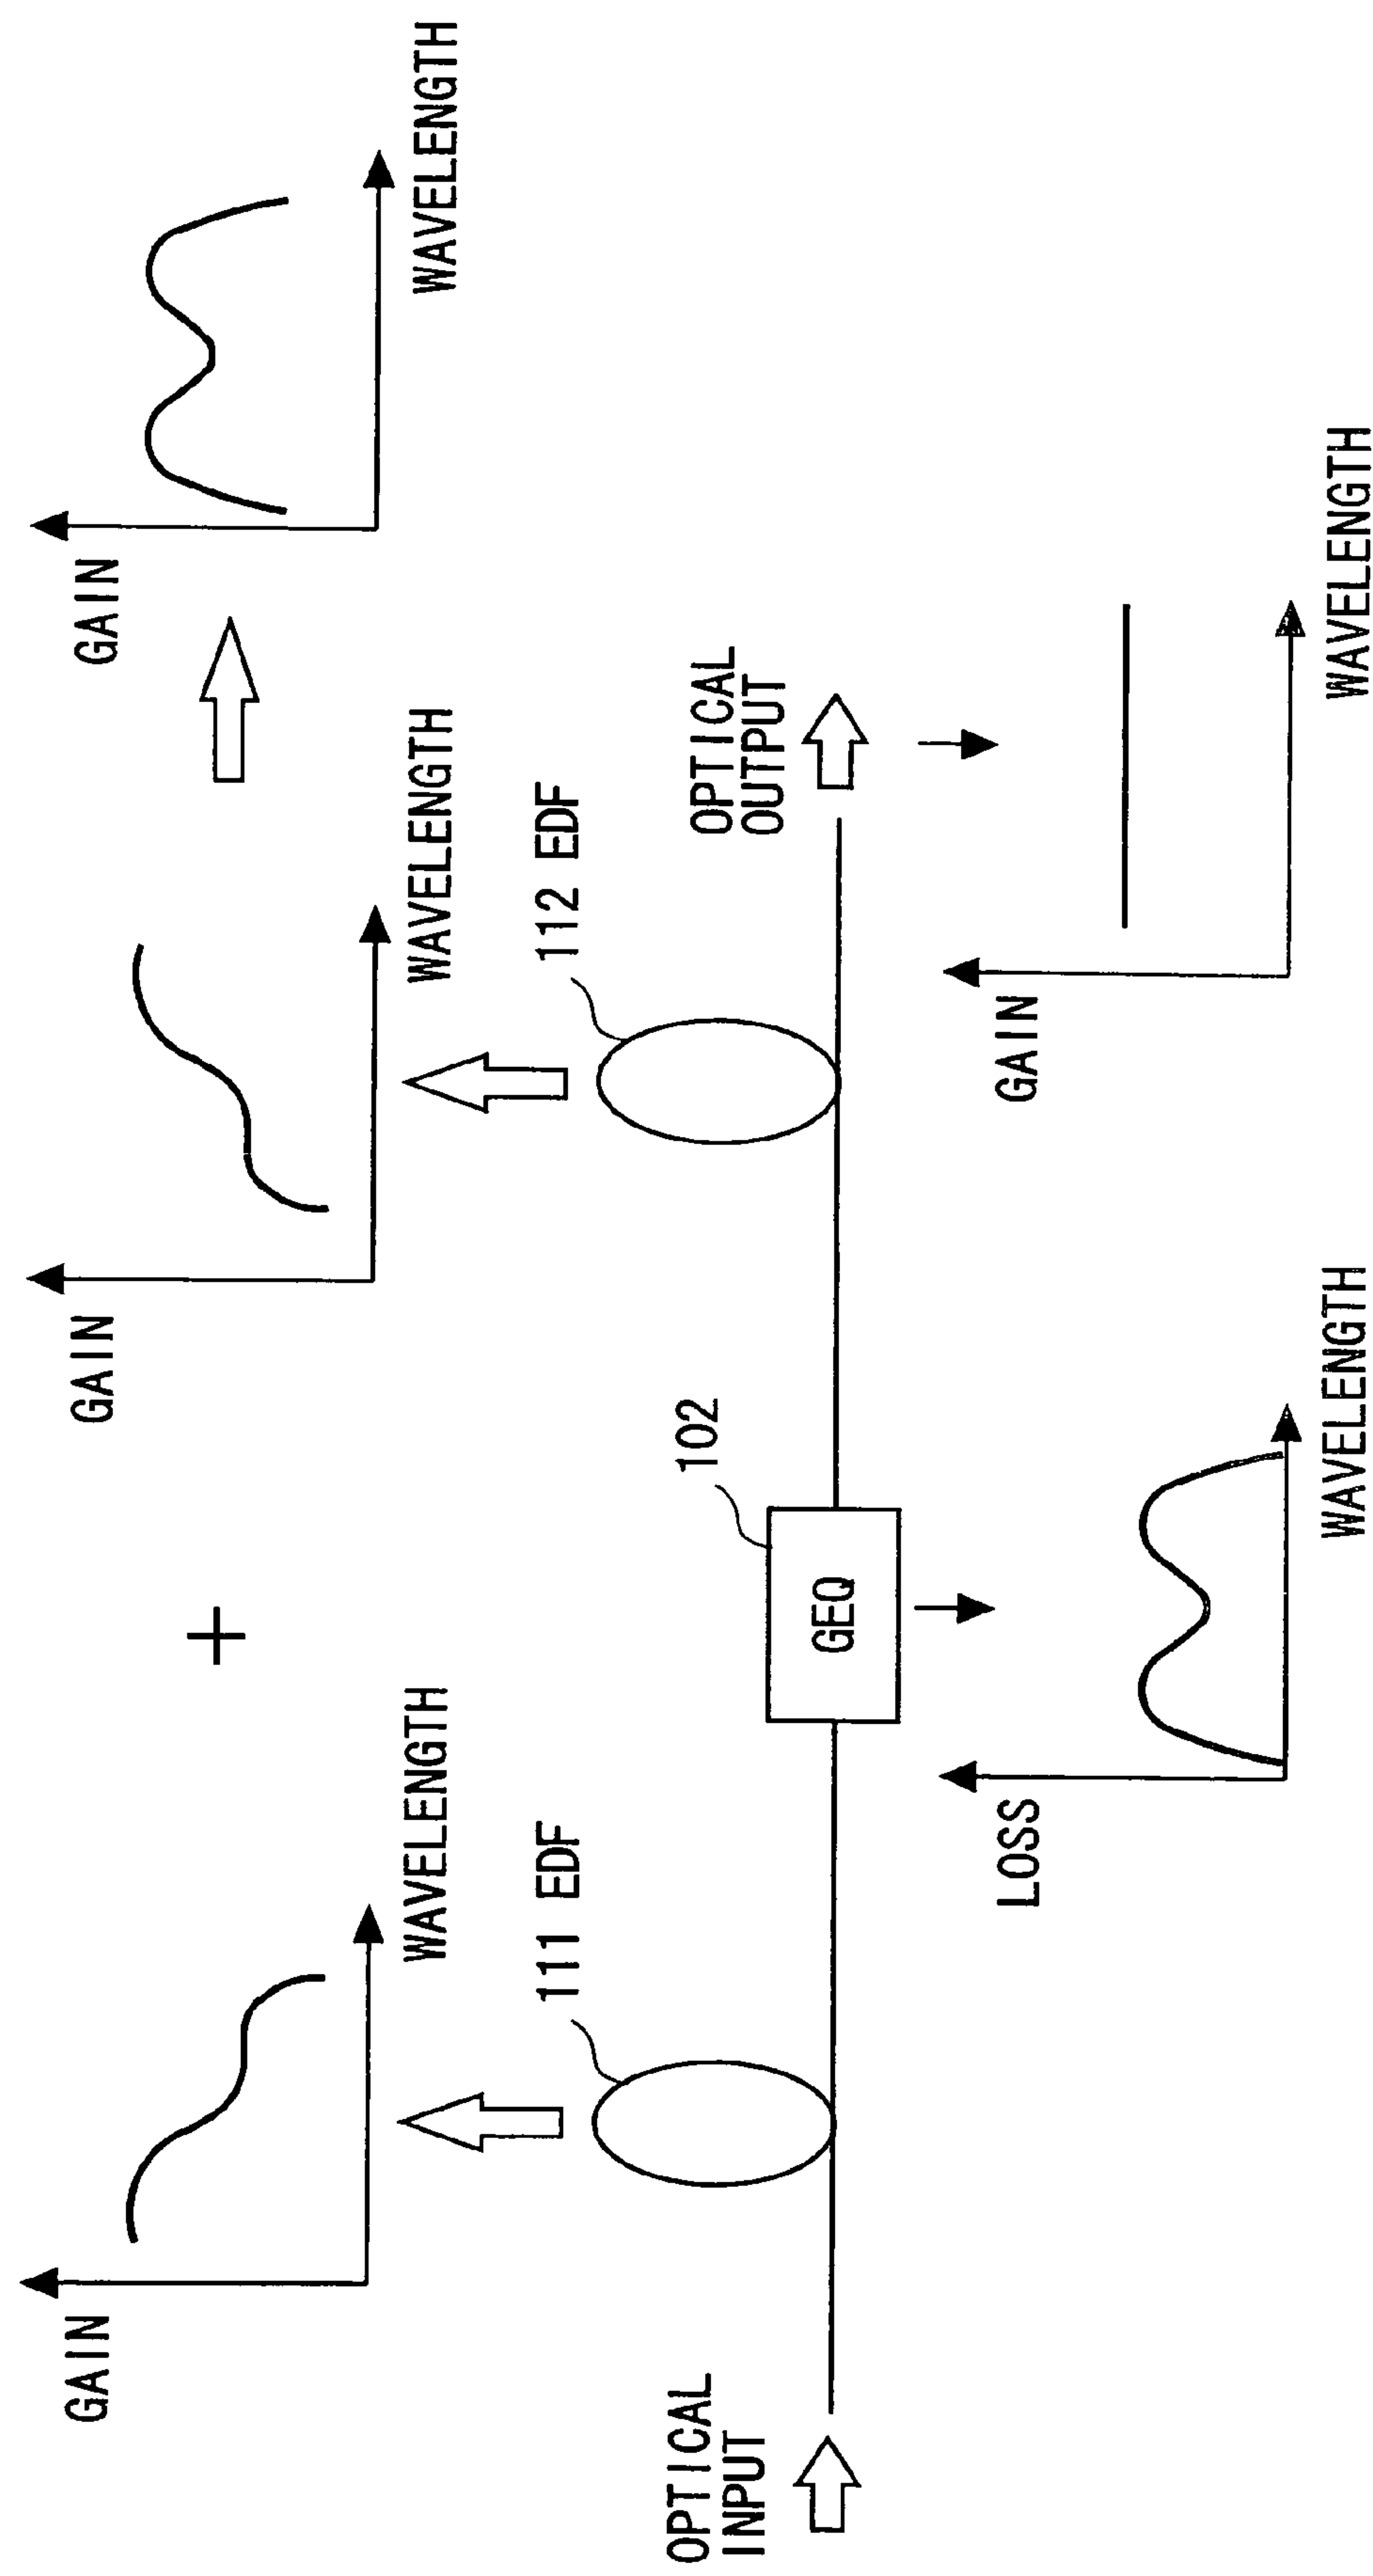 GAIN
WAVELENGTH
+
GAIN
WAVELENGTH
GAIN
WAVELENGTH
111 EDF
112 EDF
102
OPTICAL
INPUT
GEQ
OPTICAL
OUTPUT
LOSS
WAVELENGTH
GAIN
WAVELENGTH